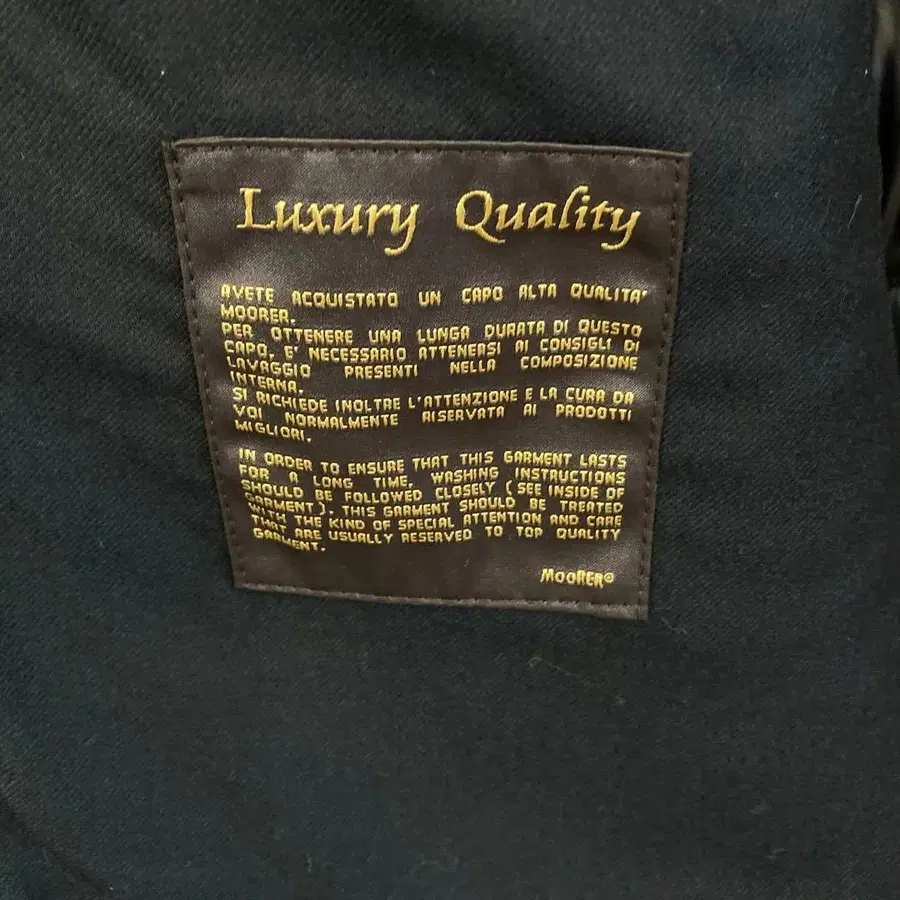 Luxury Quality
AVETE ACQUISTATO UN CAPO ALTA QUALITA'
MOORER.
PER OTTENERE UNA LUNGA DURATA DI QUESTO
CAPO, E' NECESSARIO ATTENERSI AI CONSIGLI DI
LAVAGGIO PRESENTI NELLA COMPOSIZIONE
INTERNA.
SI RICHIEDE INOLTRE L'ATTENZIONE E LA CURA DA
VOI NORMALMENTE RISERVATA AI PRODOTTI
MIGLIORI.
IN ORDER TO ENSURE THAT THIS GARMENT LASTS
FOR A LONG TIME, WASHING INSTRUCTIONS
SHOULD BE FOLLOWED CLOSELY (SEE INSIDE OF
GARMENT). THIS GARMENT SHOULD BE TREATED
WITH THE KIND OF SPECIAL ATTENTION AND CARE
THAT ARE USUALLY RESERVED TO TOP QUALITY
GARMENT.
MOORER®